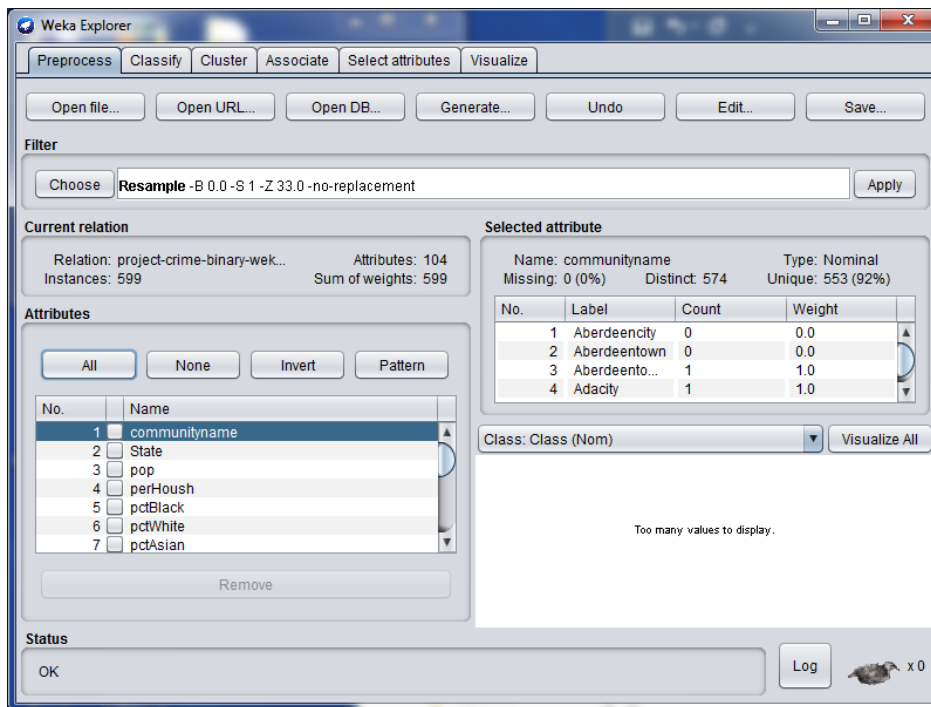 Weka Explorer
Preprocess Classify Cluster Associate Select attributes Visualize
Open file... Open URL... Open DB... Generate... Undo Edit... Save...
Filter
Choose Resample -B 0.0 -S 1 -Z 33.0 -no-replacement Apply
Current relation
Relation: project-crime-binary-wek... Attributes: 104
Instances: 599 Sum of weights: 599
Attributes
All None Invert Pattern
No. Name
1 communityname
2 State
3 pop
4 perHoush
5 pctBlack
6 pctWhite
7 pctAsian
Remove
Selected attribute
Name: communityname Type: Nominal
Missing: 0 (0%) Distinct: 574 Unique: 553 (92%)
No. Label Count Weight
1 Aberdeencity 0 0.0
2 Aberdeentown 0 0.0
3 Aberdeento... 1 1.0
4 Adacity 1 1.0
Class: Class (Nom) Visualize All
Too many values to display.
Status
OK Log x 0